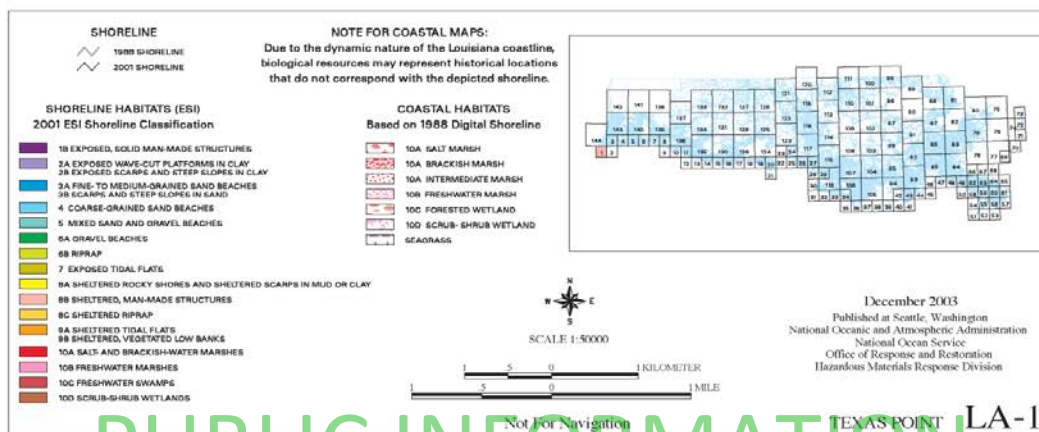 SHORELINE
1988 SHORELINE
2001 SHORELINE
NOTE FOR COASTAL MAPS:
Due to the dynamic nature of the Louisiana coastline,
biological resources may represent historical locations
that do not correspond with the depicted shoreline.
SHORELINE HABITATS (ESI)
2001 ESI Shoreline Classification
1B EXPOSED, SOLID MAN-MADE STRUCTURES
2A EXPOSED WAVE-CUT PLATFORMS IN CLAY
2B EXPOSED SCARPS AND STEEP SLOPES IN CLAY
3A FINE- TO MEDIUM-GRAINED SAND BEACHES
3B SCARPS AND STEEP SLOPES IN SAND
4 COARSE-GRAINED SAND BEACHES
5 MIXED SAND AND GRAVEL BEACHES
6A GRAVEL BEACHES
6B RIPRAP
7 EXPOSED TIDAL FLATS
8A SHELTERED ROCKY SHORES AND SHELTERED SCARPS IN MUD OR CLAY
8B SHELTERED, MAN-MADE STRUCTURES
8C SHELTERED RIPRAP
9A SHELTERED TIDAL FLATS
9B SHELTERED, VEGETATED LOW BANKS
10A SALT- AND BRACKISH-WATER MARSHES
10B FRESHWATER MARSHES
10C FRESHWATER SWAMPS
10D SCRUB-SHRUB WETLANDS
COASTAL HABITATS
Based on 1988 Digital Shoreline
10A SALT MARSH
10A BRACKISH MARSH
10A INTERMEDIATE MARSH
10B FRESHWATER MARSH
10C FORESTED WETLAND
10D SCRUB-SHRUB WETLAND
SEAGRASS
N
W E
S
SCALE 1:50000
1 .5 0 1 KILOMETER
1 .5 0 1 MILE
Not For Navigation
December 2003
Published at Seattle, Washington
National Oceanic and Atmospheric Administration
National Ocean Service
Office of Response and Restoration
Hazardous Materials Response Division
TEXAS POINT LA-1
PUBLIC INFORMATION